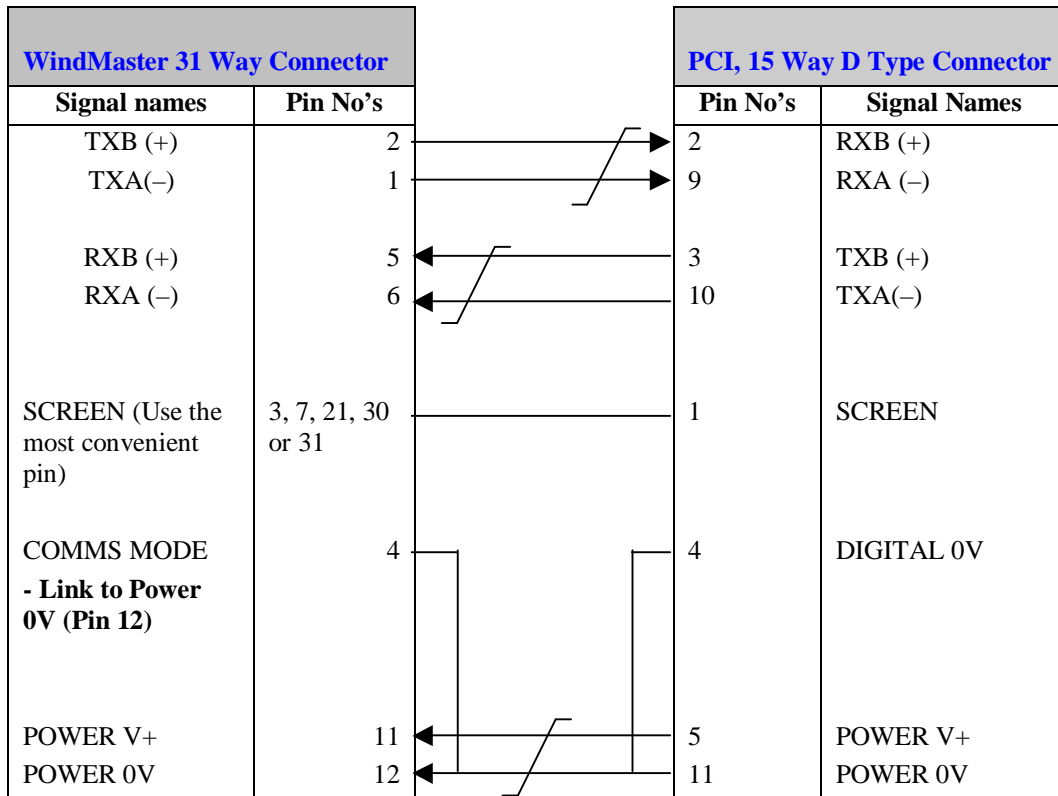 WindMaster 31 Way Connector
PCI, 15 Way D Type Connector
Signal names
Pin No's
Pin No's
Signal Names
TXB (+)
2
2
RXB (+)
TXA(–)
1
9
RXA (–)
RXB (+)
5
3
TXB (+)
RXA (–)
6
10
TXA(–)
SCREEN (Use the
most convenient
pin)
3, 7, 21, 30
or 31
1
SCREEN
COMMS MODE
- Link to Power
0V (Pin 12)
4
4
DIGITAL 0V
POWER V+
11
5
POWER V+
POWER 0V
12
11
POWER 0V